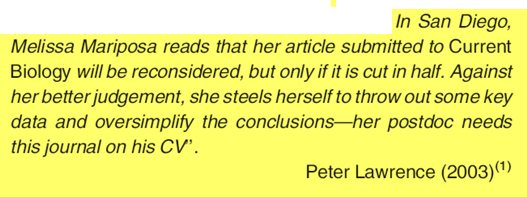 In San Diego,
Melissa Mariposa reads that her article submitted to Current
Biology will be reconsidered, but only if it is cut in half. Against
her better judgement, she steels herself to throw out some key
data and oversimplify the conclusions—her postdoc needs
this journal on his CV”.
Peter Lawrence (2003)(1)